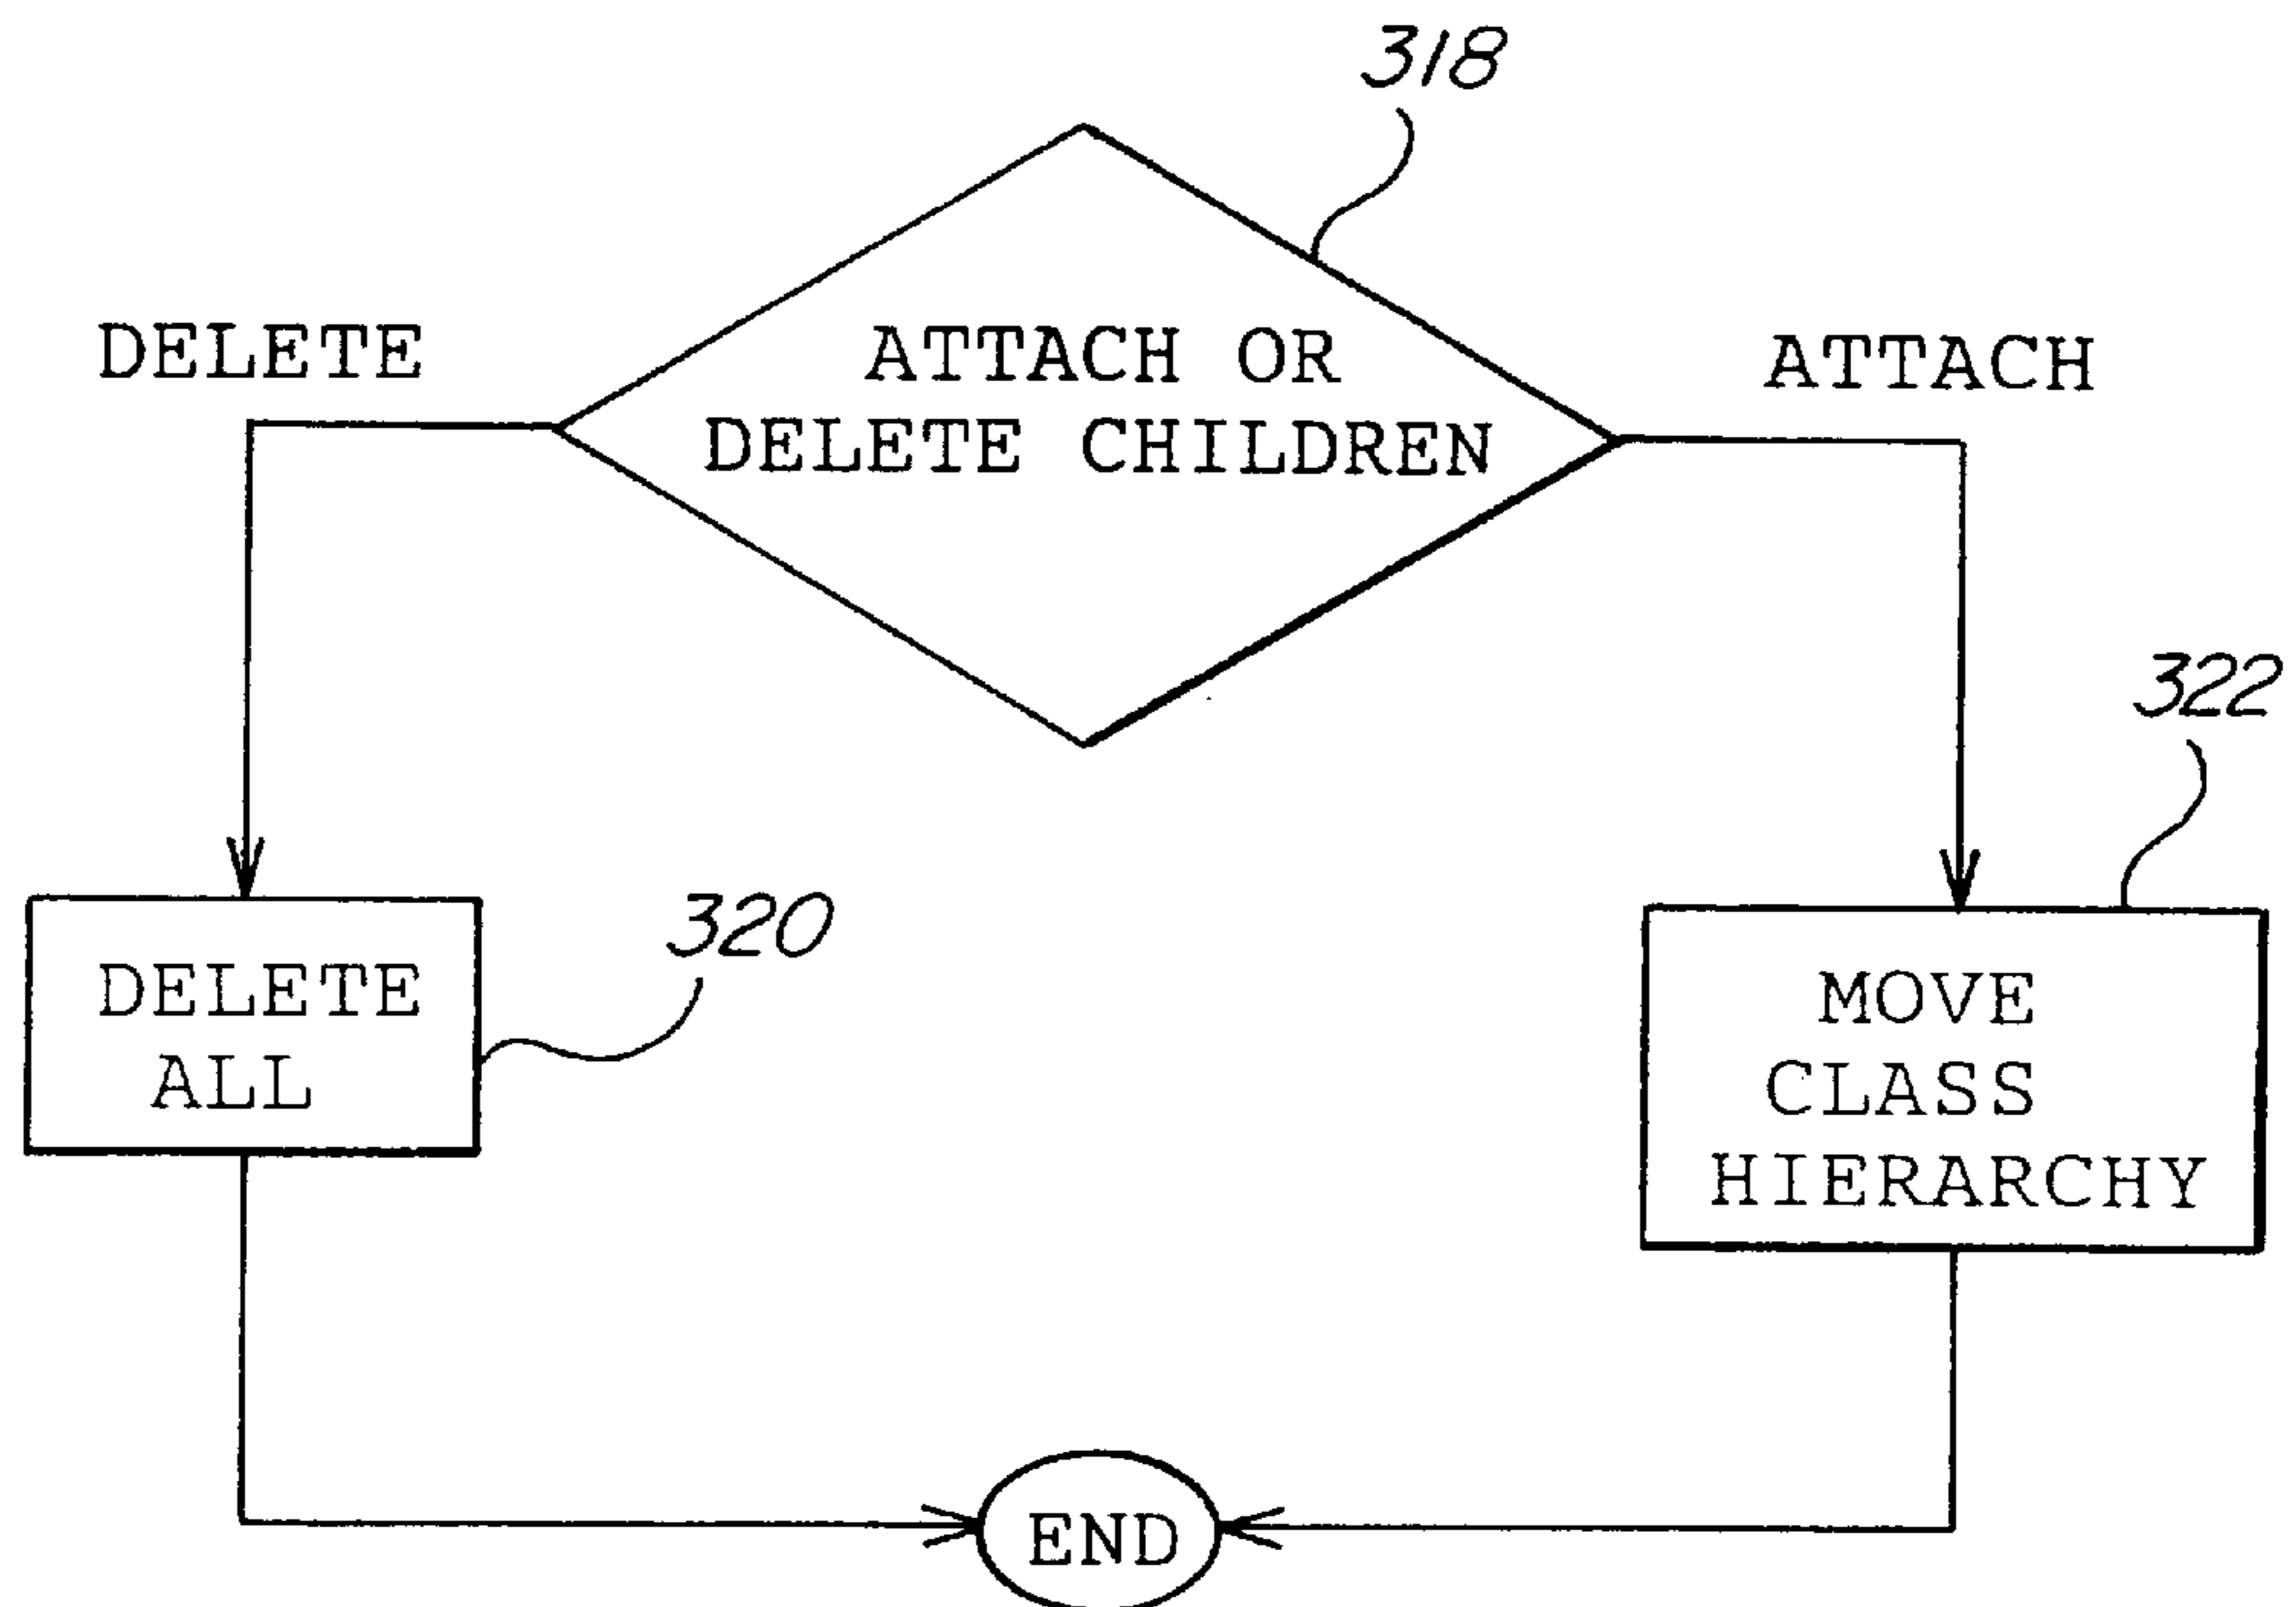 318
DELETE
ATTACH OR
DELETE CHILDREN
ATTACH
322
320
DELETE
ALL
MOVE
CLASS
HIERARCHY
END